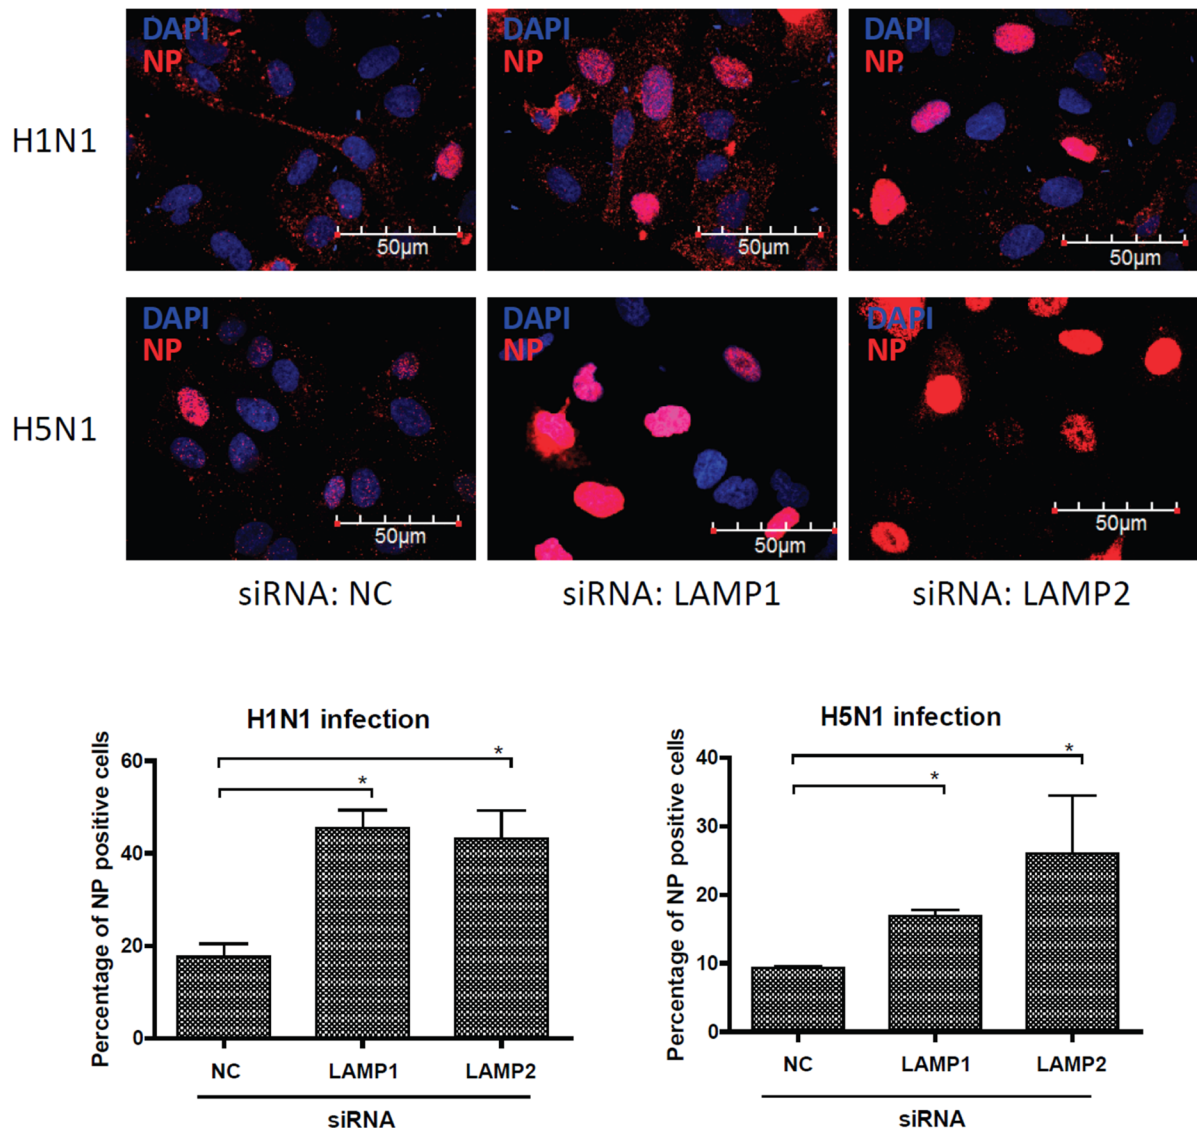 DAPI
NP
50µm
DAPI
NP
50µm
DAPI
NP
50µm
H1N1
DAPI
NP
50µm
DAPI
NP
50µm
DAPI
NP
50µm
H5N1
siRNA: NC
siRNA: LAMP1
siRNA: LAMP2
H1N1 infection
Percentage of NP positive cells
60
40
20
0
*
*
NC
LAMP1
LAMP2
siRNA
H5N1 infection
Percentage of NP positive cells
40
30
20
10
0
*
*
NC
LAMP1
LAMP2
siRNA